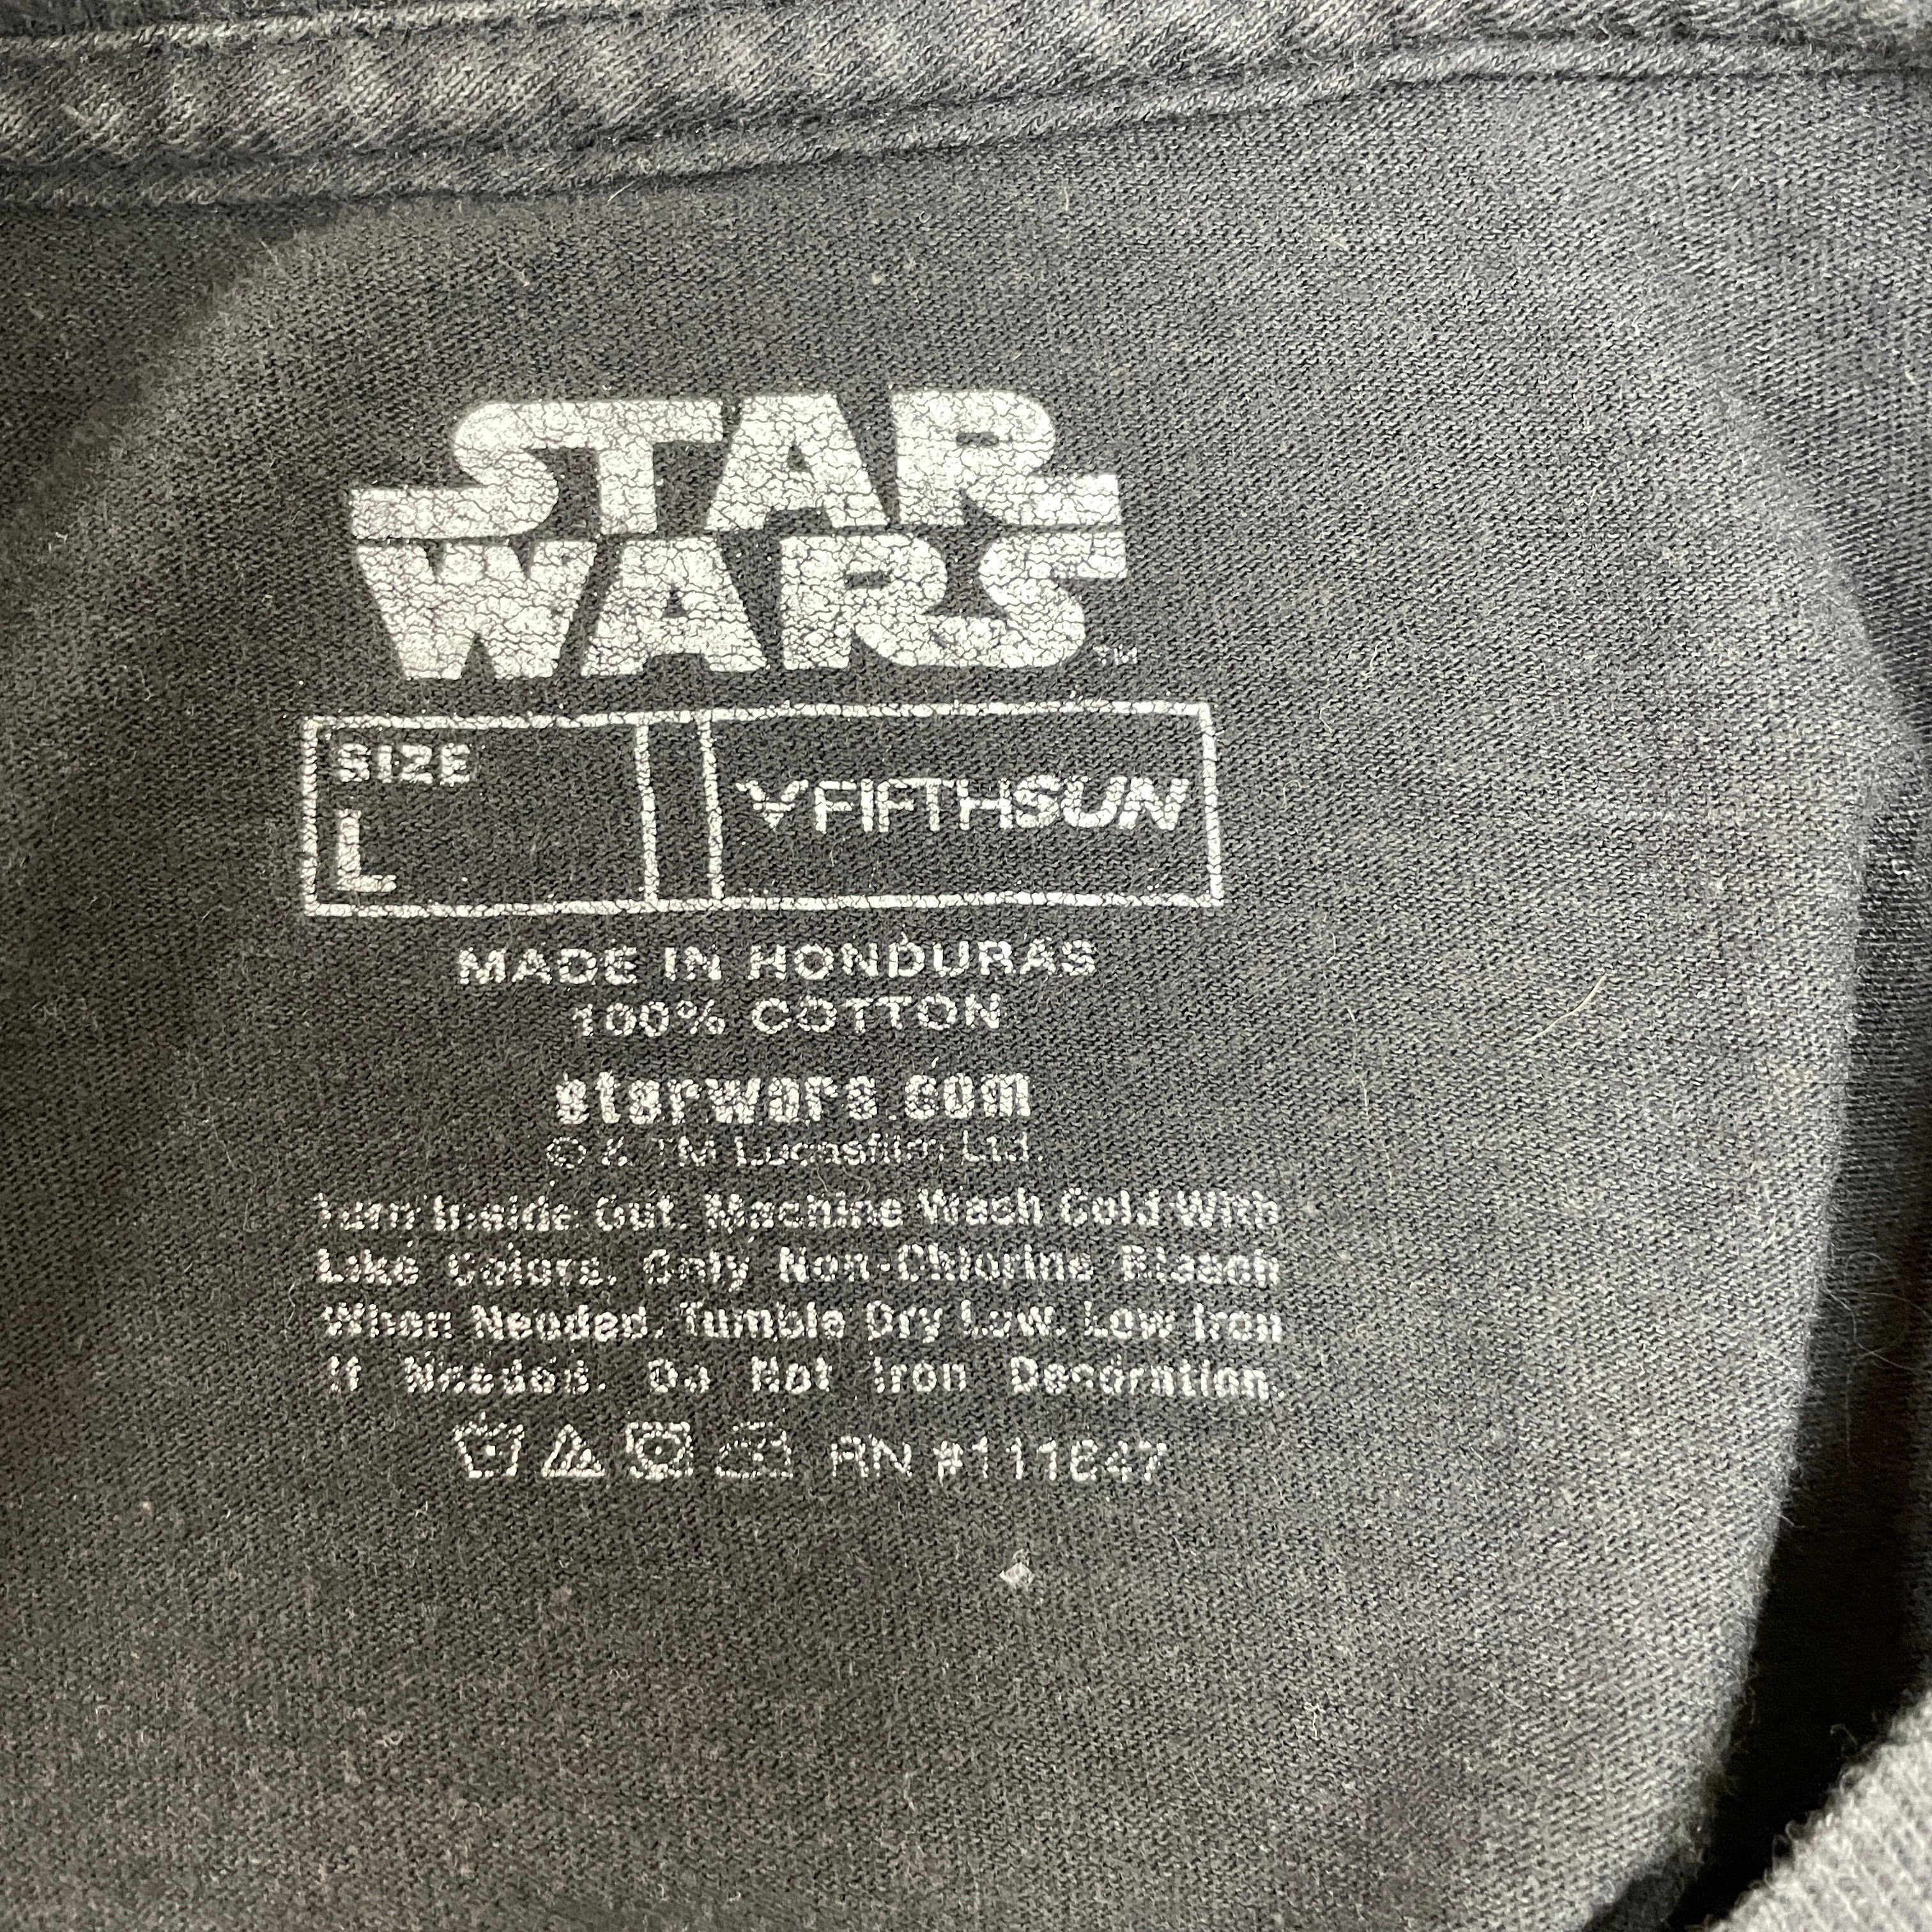 STAR
WARS™
SIZE
L
FIFTHSUN
MADE IN HONDURAS
100% COTTON
starwars.com
© & TM Lucasfilm Ltd.
Turn Inside Out. Machine Wash Cold With
Like Colors. Only Non-Chlorine Bleach
When Needed. Tumble Dry Low. Low Iron
If Needed. Do Not Iron Decoration.
RN #111647